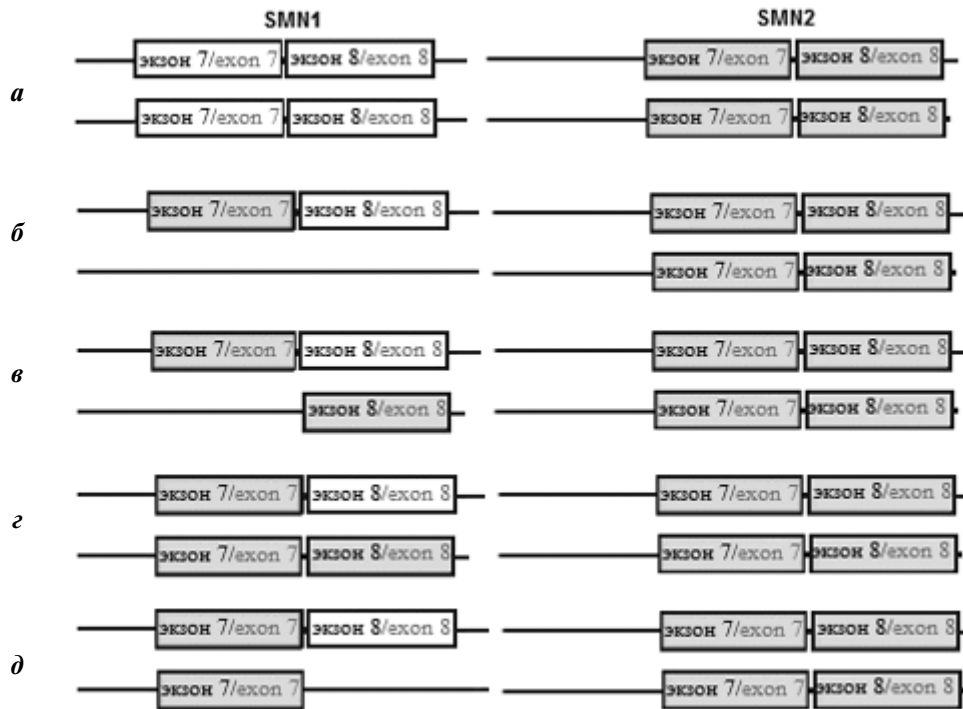 SMN1 SMN2
экзон 7/exon 7 экзон 8/exon 8 экзон 7/exon 7 экзон 8/exon 8
а
экзон 7/exon 7 экзон 8/exon 8 экзон 7/exon 7 экзон 8/exon 8
экзон 7/exon 7 экзон 8/exon 8 экзон 7/exon 7 экзон 8/exon 8
б
экзон 7/exon 7 экзон 8/exon 8
экзон 7/exon 7 экзон 8/exon 8 экзон 7/exon 7 экзон 8/exon 8
в
экзон 8/exon 8 экзон 7/exon 7 экзон 8/exon 8
экзон 7/exon 7 экзон 8/exon 8 экзон 7/exon 7 экзон 8/exon 8
г
экзон 7/exon 7 экзон 8/exon 8 экзон 7/exon 7 экзон 8/exon 8
экзон 7/exon 7 экзон 8/exon 8 экзон 7/exon 7 экзон 8/exon 8
д
экзон 7/exon 7 экзон 7/exon 7 экзон 8/exon 8